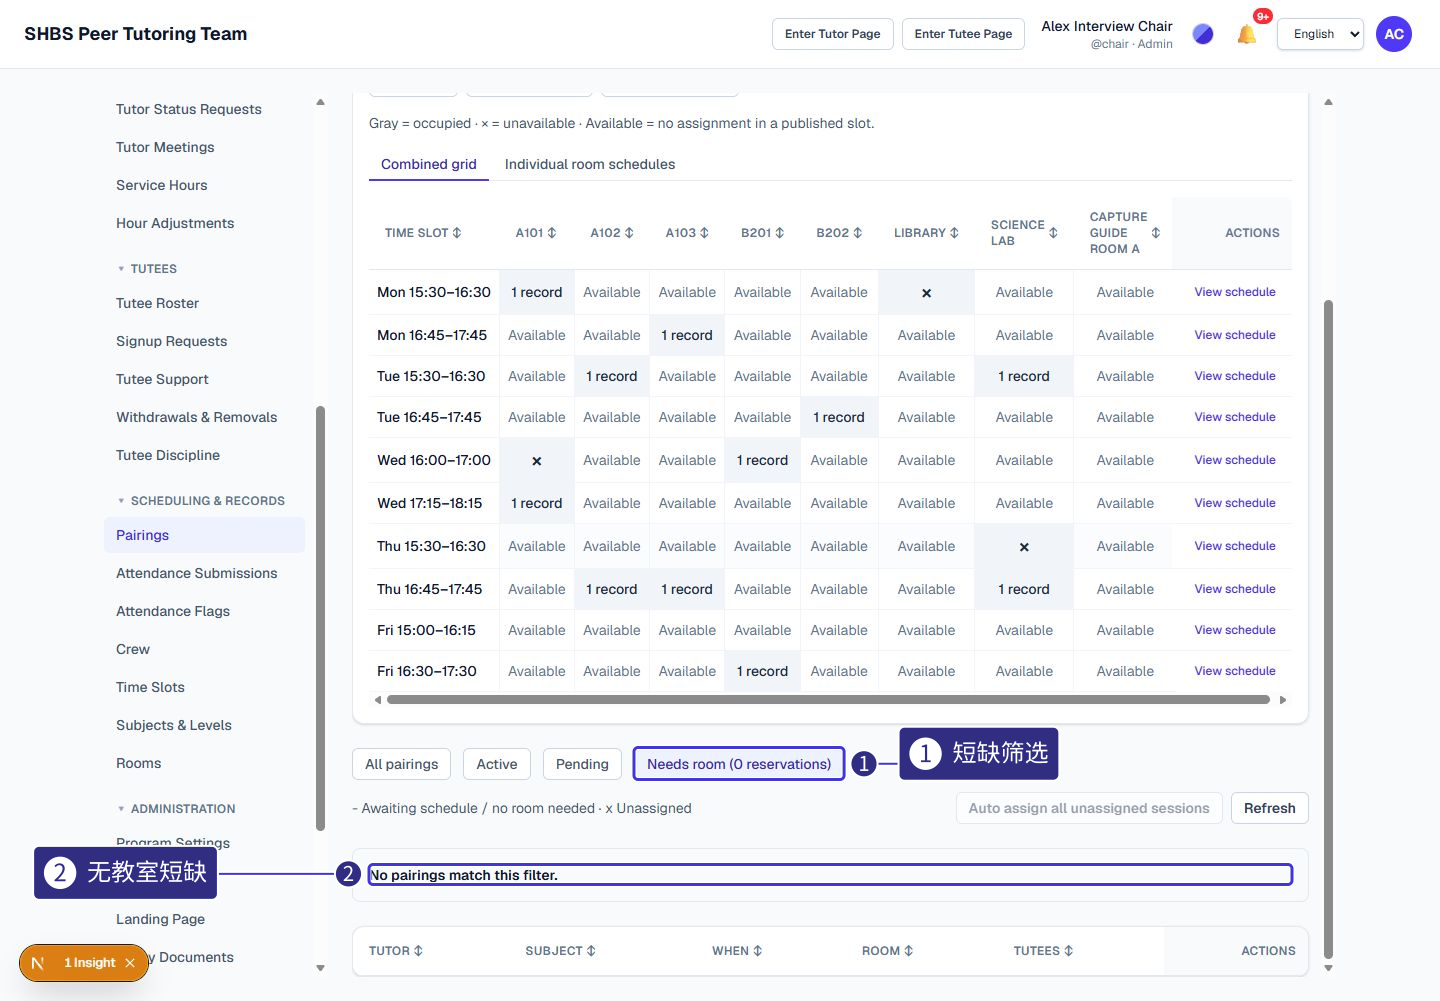 SHBS Peer Tutoring Team
Enter Tutor Page
Enter Tutee Page
Alex Interview Chair
@chair · Admin
9+
English
AC
Tutor Status Requests
Tutor Meetings
Service Hours
Hour Adjustments
TUTEES
Tutee Roster
Signup Requests
Tutee Support
Withdrawals & Removals
Tutee Discipline
SCHEDULING & RECORDS
Pairings
Attendance Submissions
Attendance Flags
Crew
Time Slots
Subjects & Levels
Rooms
ADMINISTRATION
Program Settings
② 无教室短缺
Landing Page
y Documents
1 Insight ×
Gray = occupied · × = unavailable · Available = no assignment in a published slot.
Combined grid Individual room schedules
TIME SLOT A101 A102 A103 B201 B202 LIBRARY SCIENCE LAB CAPTURE GUIDE ROOM A ACTIONS
Mon 15:30–16:30 1 record Available Available Available Available × Available Available View schedule
Mon 16:45–17:45 Available Available 1 record Available Available Available Available Available View schedule
Tue 15:30–16:30 Available 1 record Available Available Available Available 1 record Available View schedule
Tue 16:45–17:45 Available Available Available Available 1 record Available Available Available View schedule
Wed 16:00–17:00 × Available Available 1 record Available Available Available Available View schedule
Wed 17:15–18:15 1 record Available Available Available Available Available Available Available View schedule
Thu 15:30–16:30 Available Available Available Available Available Available × Available View schedule
Thu 16:45–17:45 Available 1 record 1 record Available Available Available 1 record Available View schedule
Fri 15:00–16:15 Available Available Available Available Available Available Available Available View schedule
Fri 16:30–17:30 Available Available Available 1 record Available Available Available Available View schedule
All pairings Active Pending Needs room (0 reservations) 1 ① 短缺筛选
- Awaiting schedule / no room needed · x Unassigned
Auto assign all unassigned sessions Refresh
2 No pairings match this filter.
TUTOR SUBJECT WHEN ROOM TUTEES ACTIONS